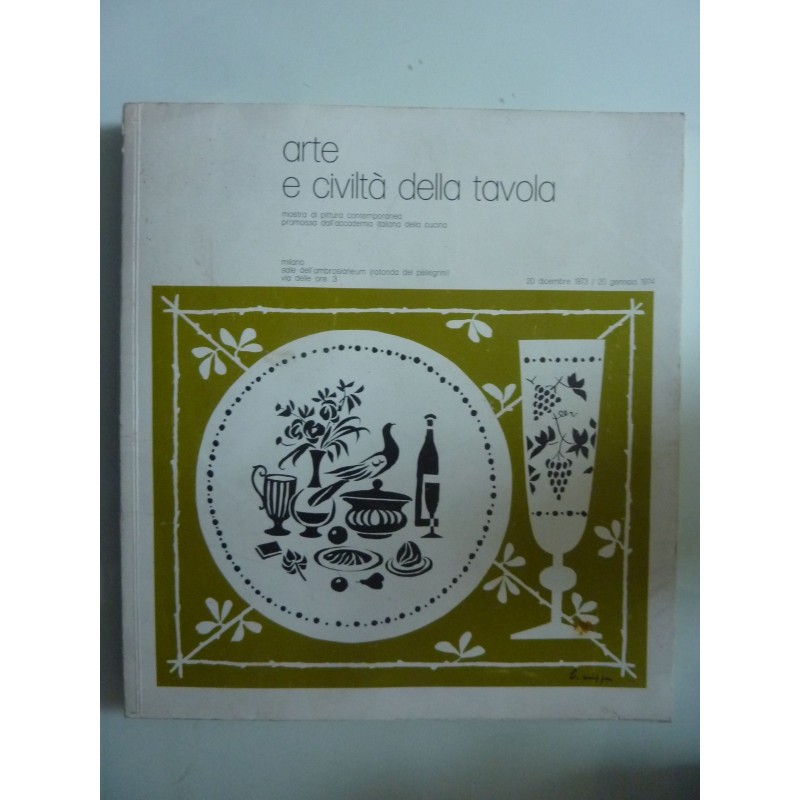 arte
e civiltà della tavola
mostra di pittura contemporanea
promossa dall'accademia italiana della cucina
milano
sale dell'ambrosianeum (rotonda dei pellegrini)
via delle ore 3
20 dicembre 1973 / 20 gennaio 1974